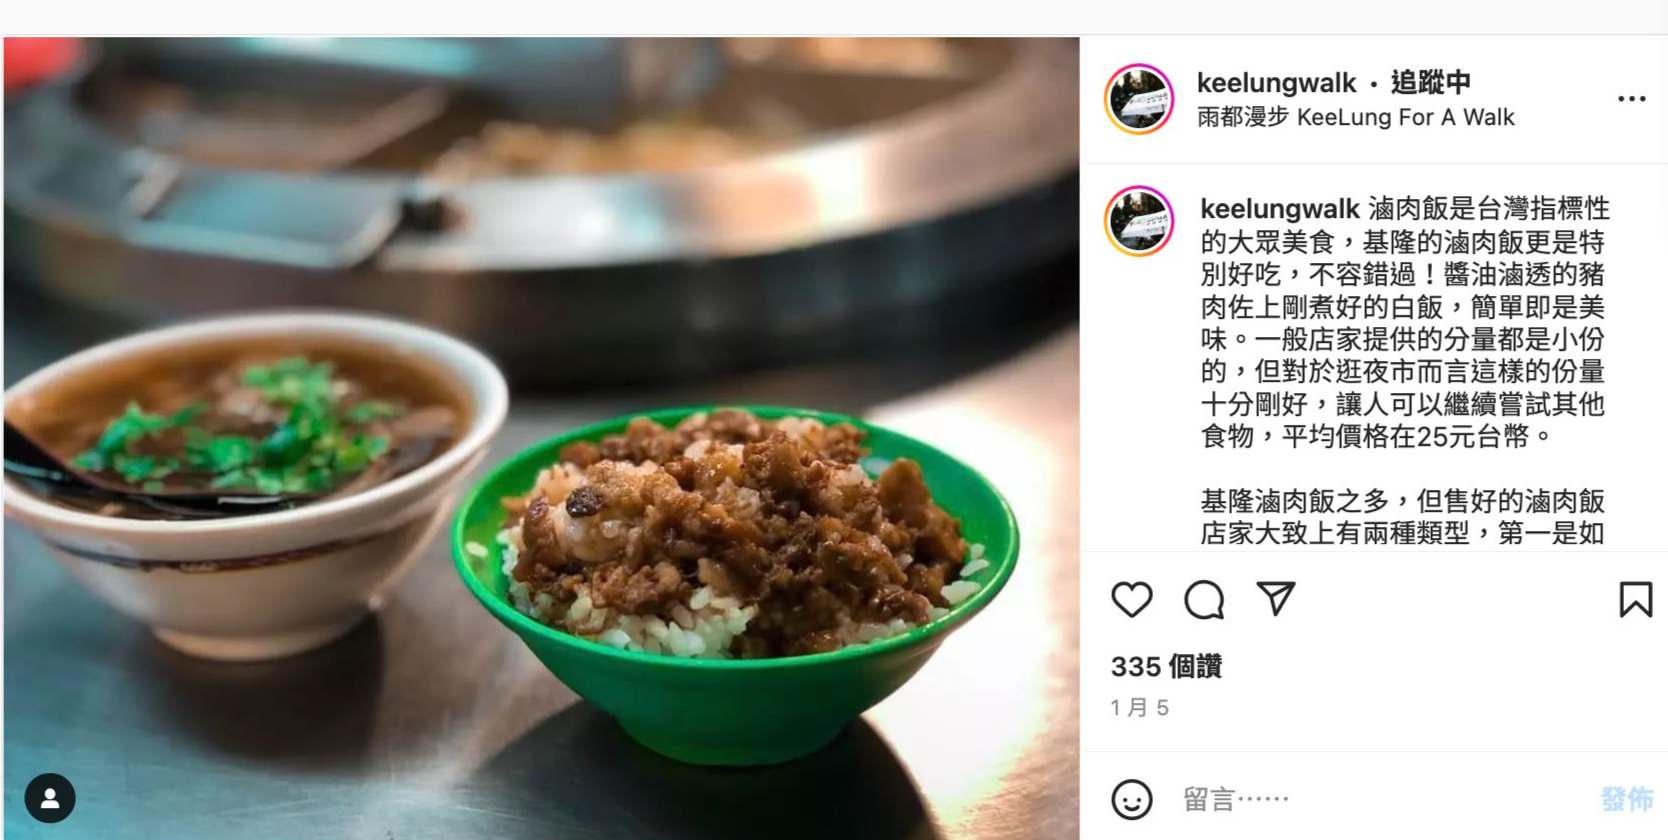 keelungwalk • 追蹤中
雨都漫步 KeeLung For A Walk
keelungwalk 滷肉飯是台灣指標性
的大眾美食，基隆的滷肉飯更是特
別好吃，不容錯過！醬油滷透的豬
肉佐上剛煮好的白飯，簡單即是美
味。一般店家提供的分量都是小份
的，但對於逛夜市而言這樣的份量
十分剛好，讓人可以繼續嘗試其他
食物，平均價格在25元台幣。
基隆滷肉飯之多，但售好的滷肉飯
店家大致上有兩種類型，第一是如
335 個讚
1 月 5
留言⋯⋯
發佈